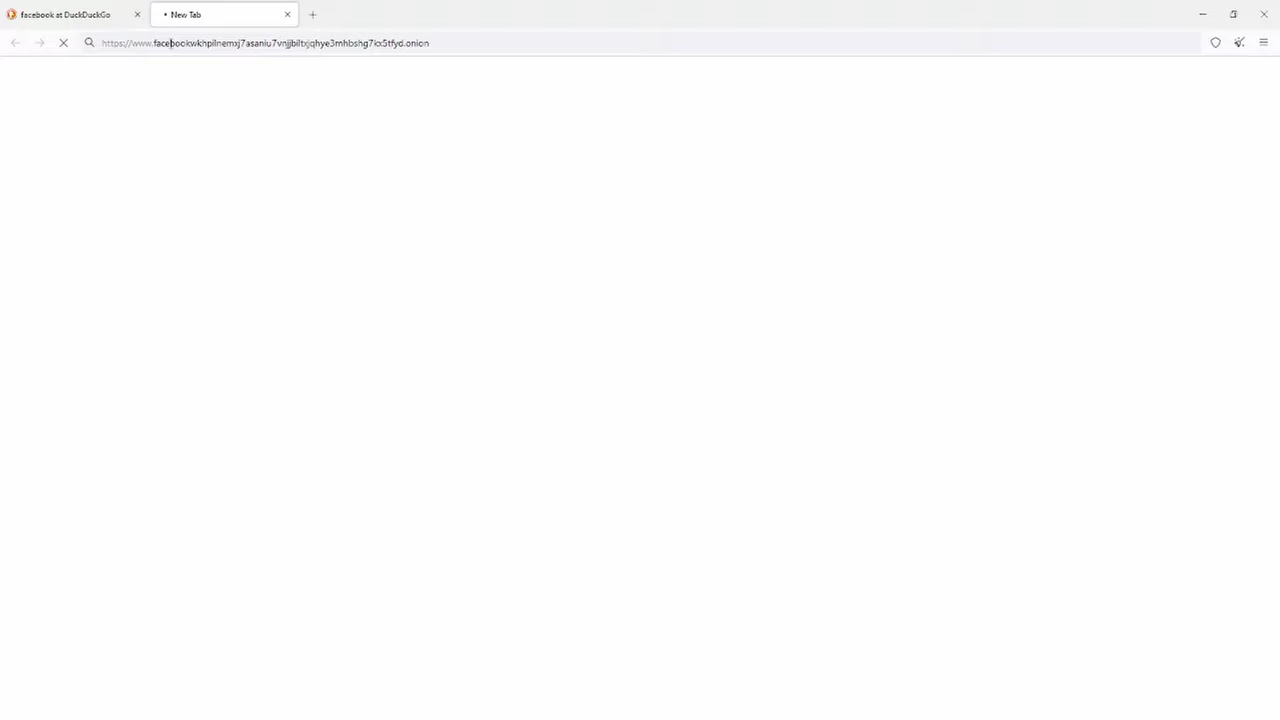 facebook at DuckDuckGo
New Tab
https://www.facebookwkhpilnemxj7asaniu7vnjjbiltxjqhye3mhbshg7kx5tfyd.onion